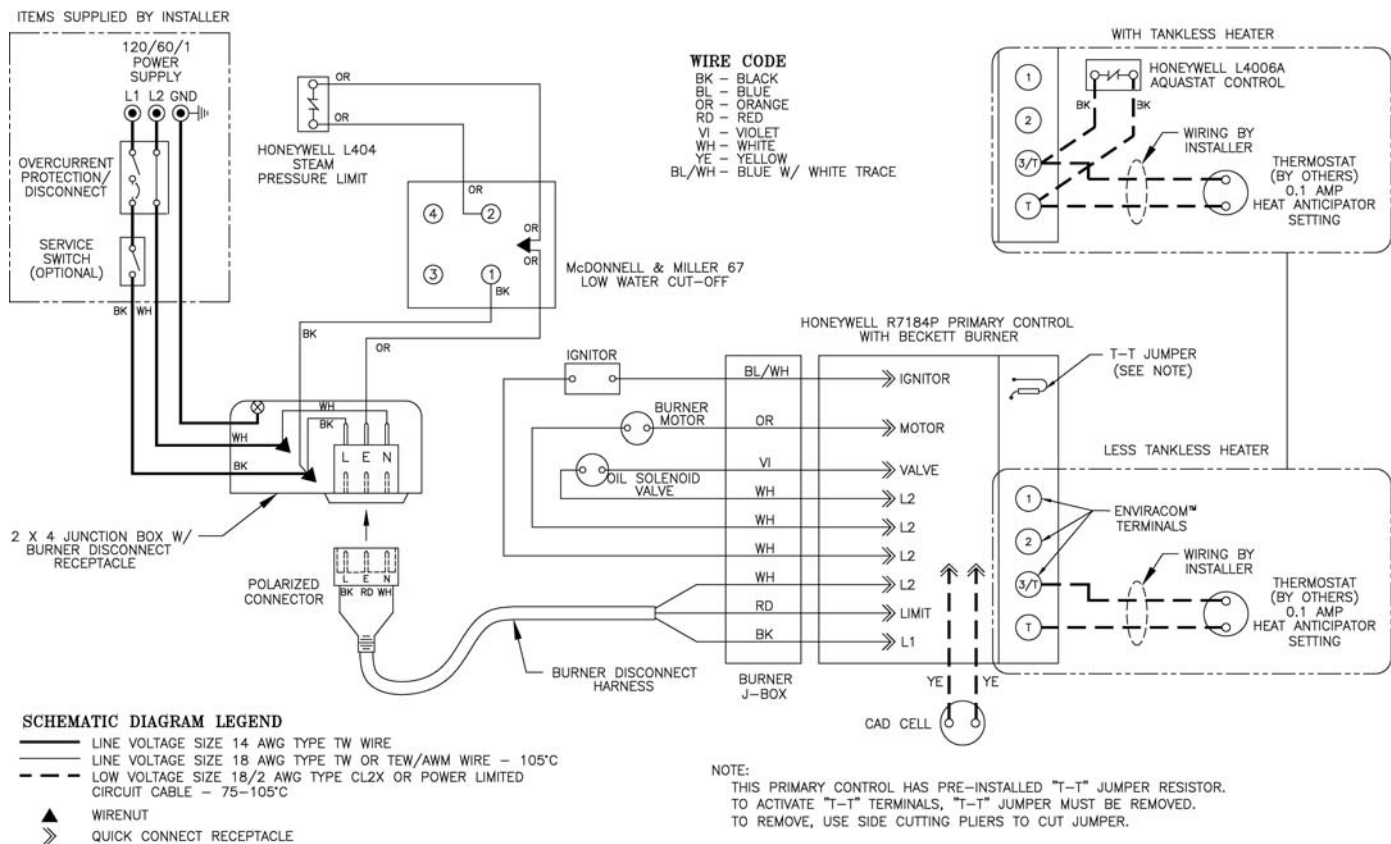 ITEMS SUPPLIED BY INSTALLER
120/60/1
POWER
SUPPLY
L1 L2 GND
OVERCURRENT
PROTECTION/
DISCONNECT
SERVICE
SWITCH
(OPTIONAL)
BK WH
OR
OR
HONEYWELL L404
STEAM
PRESSURE LIMIT
OR
4
2
OR
OR
3
1
BK
McDONNELL & MILLER 67
LOW WATER CUT-OFF
BK
OR
WIRE CODE
BK - BLACK
BL - BLUE
OR - ORANGE
RD - RED
VI - VIOLET
WH - WHITE
YE - YELLOW
BL/WH - BLUE W/ WHITE TRACE
WITH TANKLESS HEATER
1
2
3/T
T
HONEYWELL L4006A
AQUASTAT CONTROL
BK
BK
WIRING BY
INSTALLER
THERMOSTAT
(BY OTHERS)
0.1 AMP
HEAT ANTICIPATOR
SETTING
WH
BK
WH
BK
L E N
2 X 4 JUNCTION BOX W/
BURNER DISCONNECT
RECEPTACLE
POLARIZED
CONNECTOR
L E N
BK RD WH
BURNER DISCONNECT
HARNESS
HONEYWELL R7184P PRIMARY CONTROL
WITH BECKETT BURNER
IGNITOR
BL/WH
IGNITOR
BURNER
MOTOR
OR
MOTOR
OIL SOLENOID
VALVE
VI
VALVE
WH
L2
WH
L2
WH
L2
WH
L2
RD
LIMIT
BK
L1
BURNER
J-BOX
YE
YE
CAD CELL
T-T JUMPER
(SEE NOTE)
LESS TANKLESS HEATER
1
2
3/T
T
ENVIRACOM™
TERMINALS
WIRING BY
INSTALLER
THERMOSTAT
(BY OTHERS)
0.1 AMP
HEAT ANTICIPATOR
SETTING
SCHEMATIC DIAGRAM LEGEND
LINE VOLTAGE SIZE 14 AWG TYPE TW WIRE
LINE VOLTAGE SIZE 18 AWG TYPE TW OR TEW/AWM WIRE - 105°C
LOW VOLTAGE SIZE 18/2 AWG TYPE CL2X OR POWER LIMITED
CIRCUIT CABLE - 75-105°C
WIRENUT
QUICK CONNECT RECEPTACLE
NOTE:
THIS PRIMARY CONTROL HAS PRE-INSTALLED "T-T" JUMPER RESISTOR.
TO ACTIVATE "T-T" TERMINALS, "T-T" JUMPER MUST BE REMOVED.
TO REMOVE, USE SIDE CUTTING PLIERS TO CUT JUMPER.